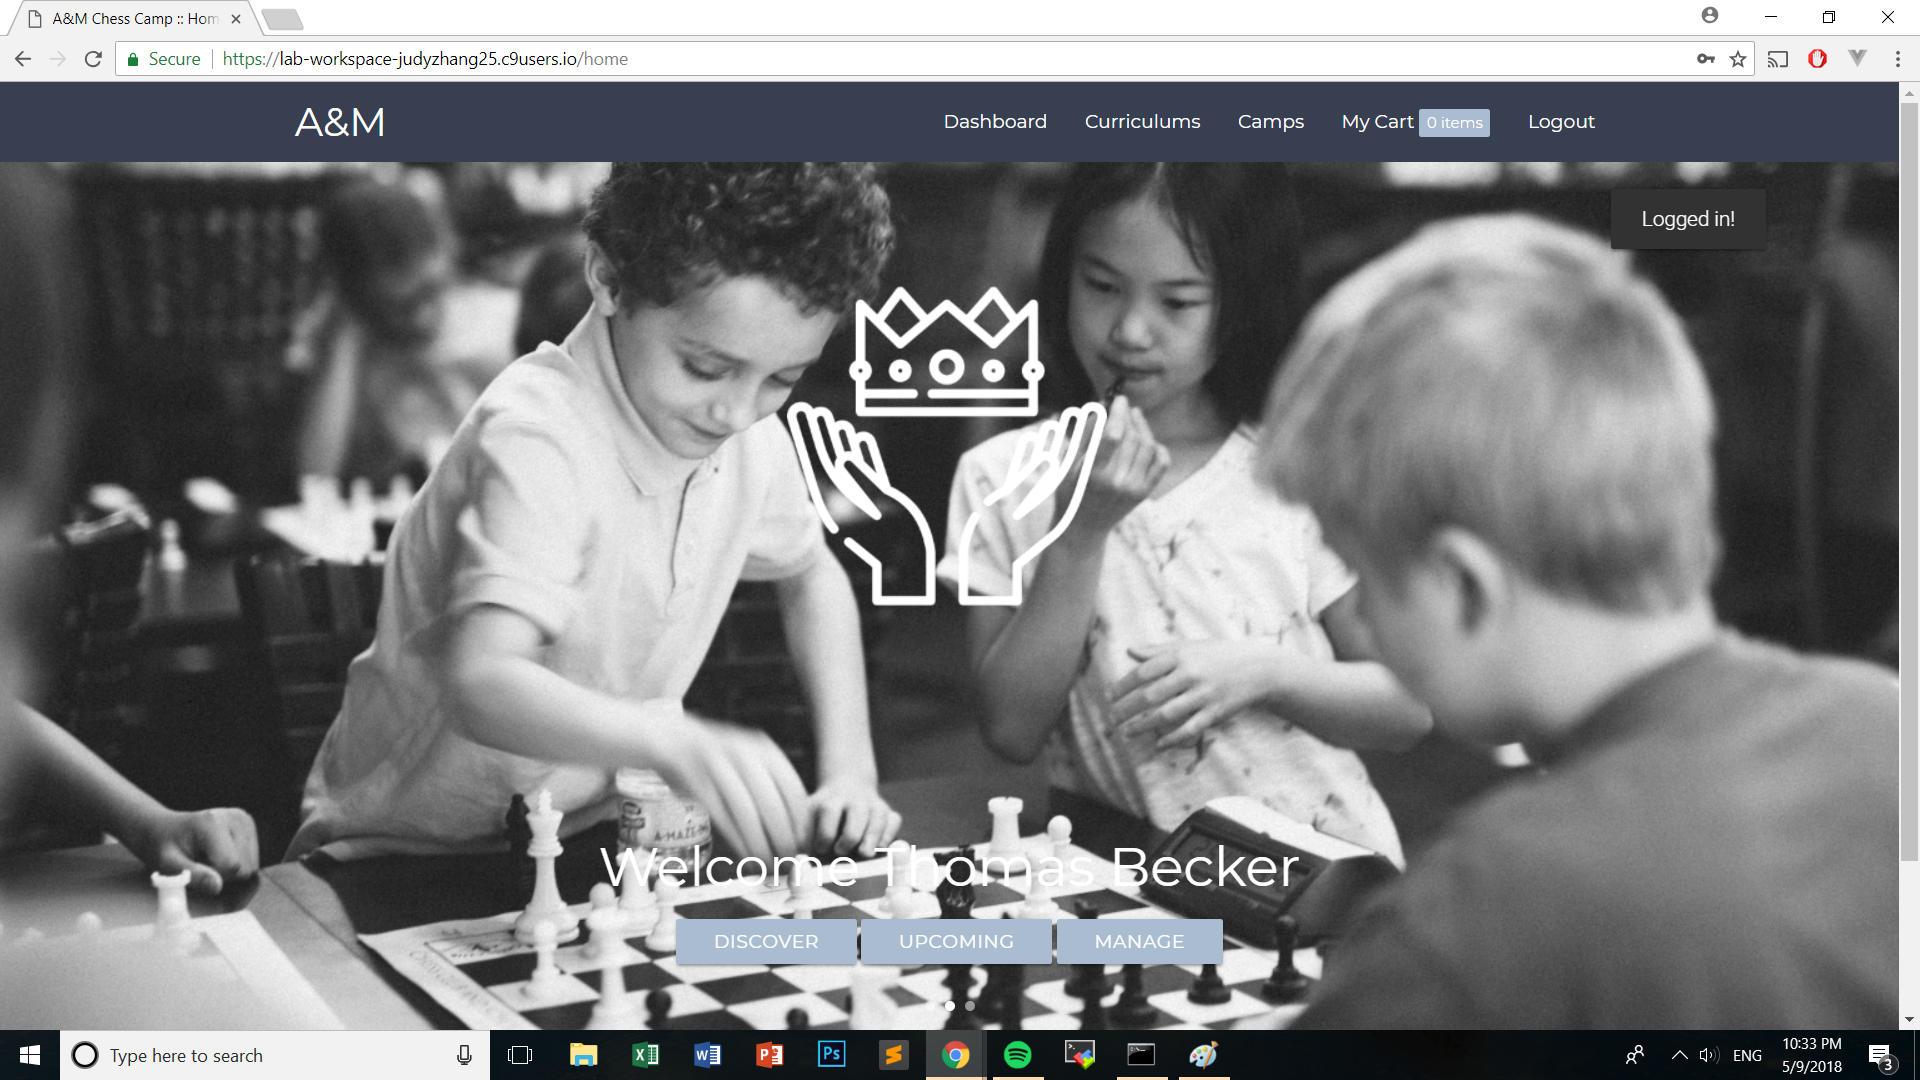 A&M Chess Camp :: Hom
Secure
https://lab-workspace-judyzhang25.c9users.io/home
A&M
Dashboard
Curriculums
Camps
My Cart 0 items
Logout
Logged in!
A-MAZE-
Welcome Thomas Becker
DISCOVER
UPCOMING
MANAGE
Type here to search
Ps
ENG
10:33 PM
5/9/2018
3